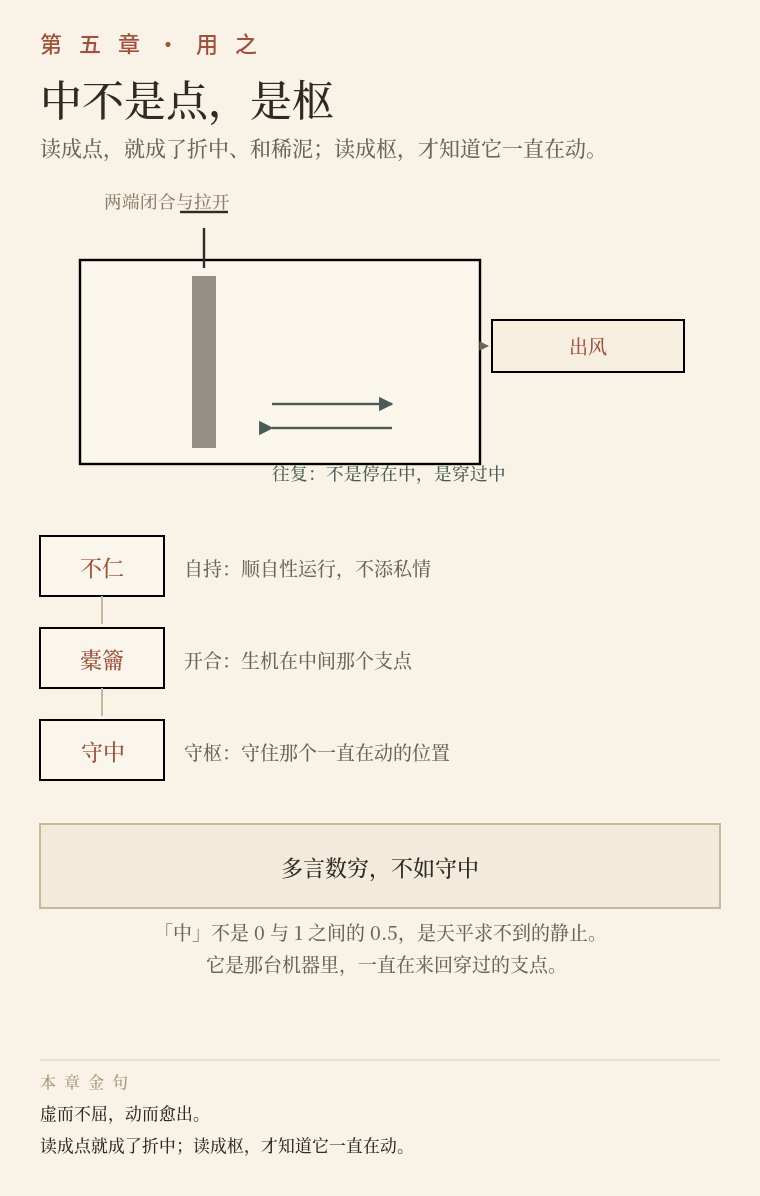 第五章·用之
中不是点，是枢
读成点，就成了折中、和稀泥；读成枢，才知道它一直在动。
两端闭合与拉开
出风
往复：不是停在中，是穿过中
不仁
自持：顺自性运行，不添私情
橐籥
开合：生机在中间那个支点
守中
守枢：守住那个一直在动的位置
多言数穷，不如守中
「中」不是 0 与 1 之间的 0.5，是天平求不到的静止。
它是那台机器里，一直在来回穿过的支点。
本章金句
虚而不屈，动而愈出。
读成点就成了折中；读成枢，才知道它一直在动。